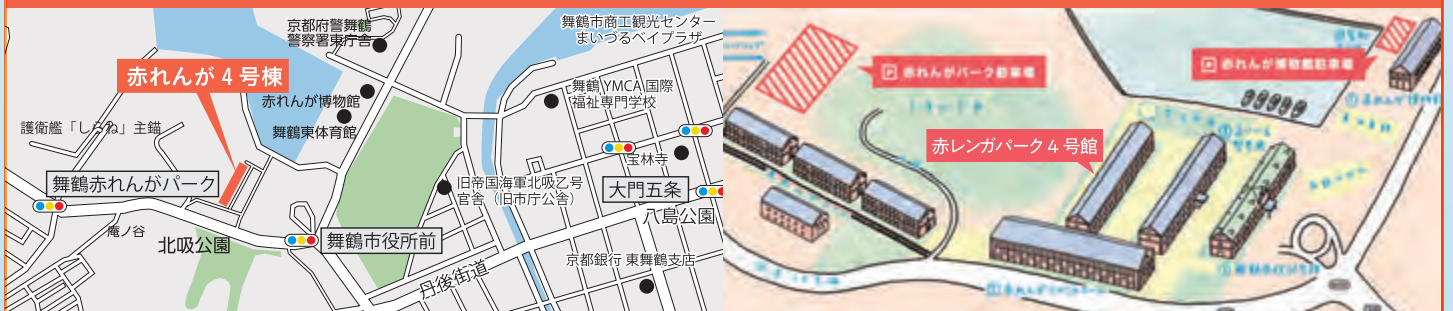 京都府警舞鶴
警察署東庁舎
舞鶴市商工観光センター
まいづるベイプラザ
赤れんが4号棟
赤れんが博物館
舞鶴東体育館
舞鶴YMCA国際
福祉専門学校
護衛艦「しらね」主錨
舞鶴赤れんがパーク
宝林寺
旧帝国海軍北吸乙号
官舎（旧市庁公舎）
大門五条
八島公園
庵ノ谷
北吸公園
舞鶴市役所前
京都銀行 東舞鶴支店
丹後街道
P 赤れんがパーク駐車場
P 赤れんが博物館駐車場
赤レンガパーク4号館